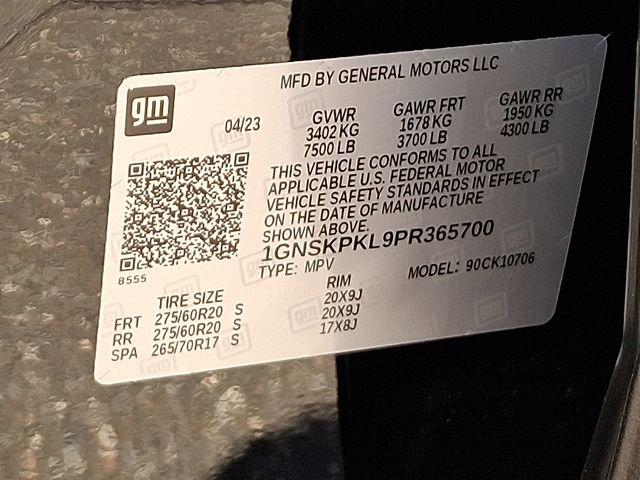 MFD BY GENERAL MOTORS LLC
gm
04/23
GVWR GAWR FRT GAWR RR
3402 KG 1678 KG 1950 KG
7500 LB 3700 LB 4300 LB
THIS VEHICLE CONFORMS TO ALL
APPLICABLE U.S. FEDERAL MOTOR
VEHICLE SAFETY STANDARDS IN EFFECT
ON THE DATE OF MANUFACTURE
SHOWN ABOVE.
1GNSKPKL9PR365700
TYPE: MPV MODEL: 90CK10706
8555
TIRE SIZE RIM
FRT 275/60R20 S 20X9J
RR 275/60R20 S 20X9J
SPA 265/70R17 S 17X8J